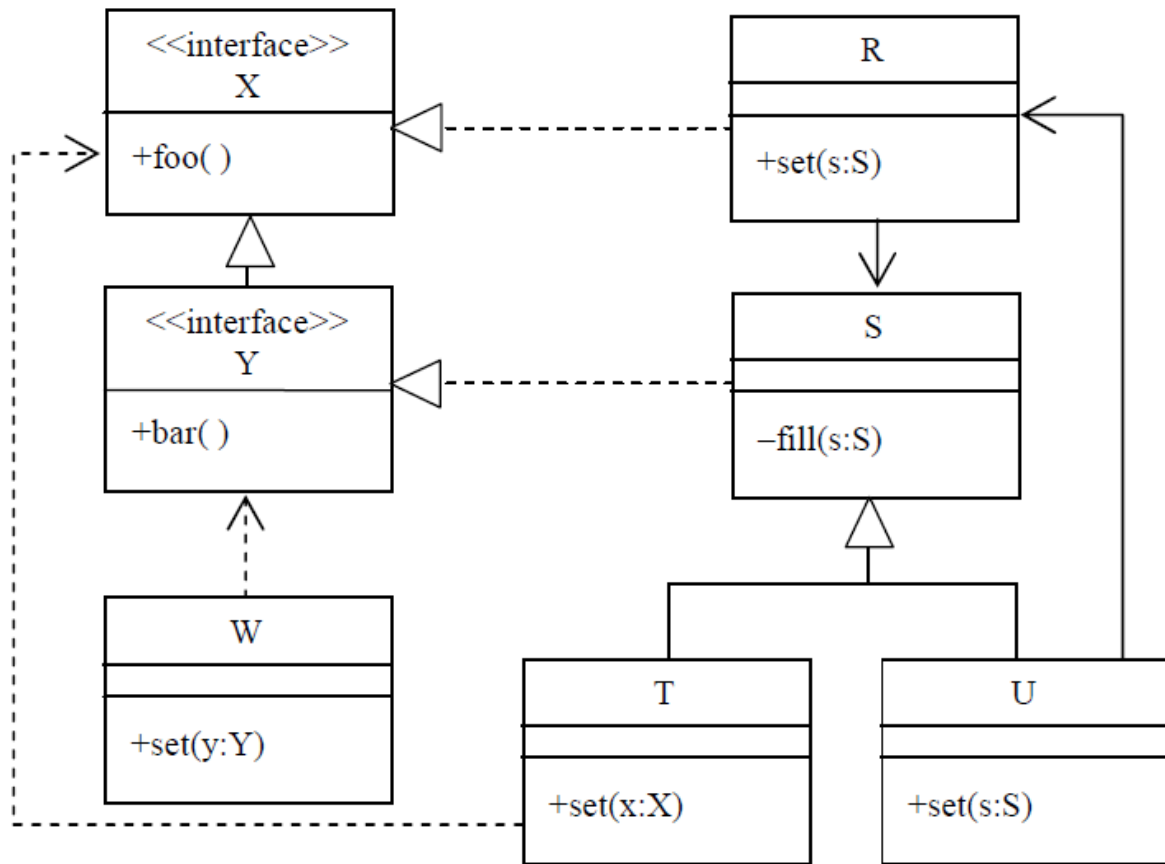 <<interface>>
X
+foo( )
R
+set(s:S)
<<interface>>
Y
+bar( )
S
–fill(s:S)
W
+set(y:Y)
T
+set(x:X)
U
+set(s:S)